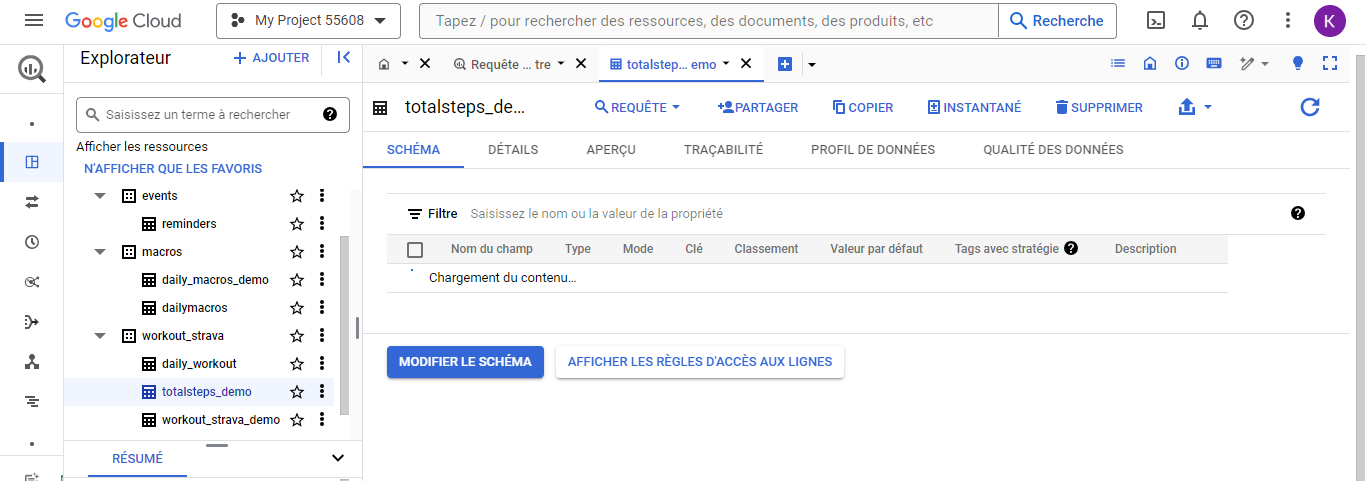 Google Cloud
My Project 55608
Tapez / pour rechercher des ressources, des documents, des produits, etc
Recherche
K
Explorateur
AJOUTER
Requête ... tre
totalstep... emo
Saisissez un terme à rechercher
Afficher les ressources
N'AFFICHER QUE LES FAVORIS
events
reminders
macros
daily_macros_demo
dailymacros
workout_strava
daily_workout
totalsteps_demo
workout_strava_demo
RÉSUMÉ
totalsteps_de...
REQUÊTE
PARTAGER
COPIER
INSTANTANÉ
SUPPRIMER
SCHÉMA DÉTAILS APERÇU TRAÇABILITÉ PROFIL DE DONNÉES QUALITÉ DES DONNÉES
Filtre Saisissez le nom ou la valeur de la propriété
Nom du champ Type Mode Clé Classement Valeur par défaut Tags avec stratégie Description
Chargement du contenu...
MODIFIER LE SCHÉMA
AFFICHER LES RÈGLES D'ACCÈS AUX LIGNES